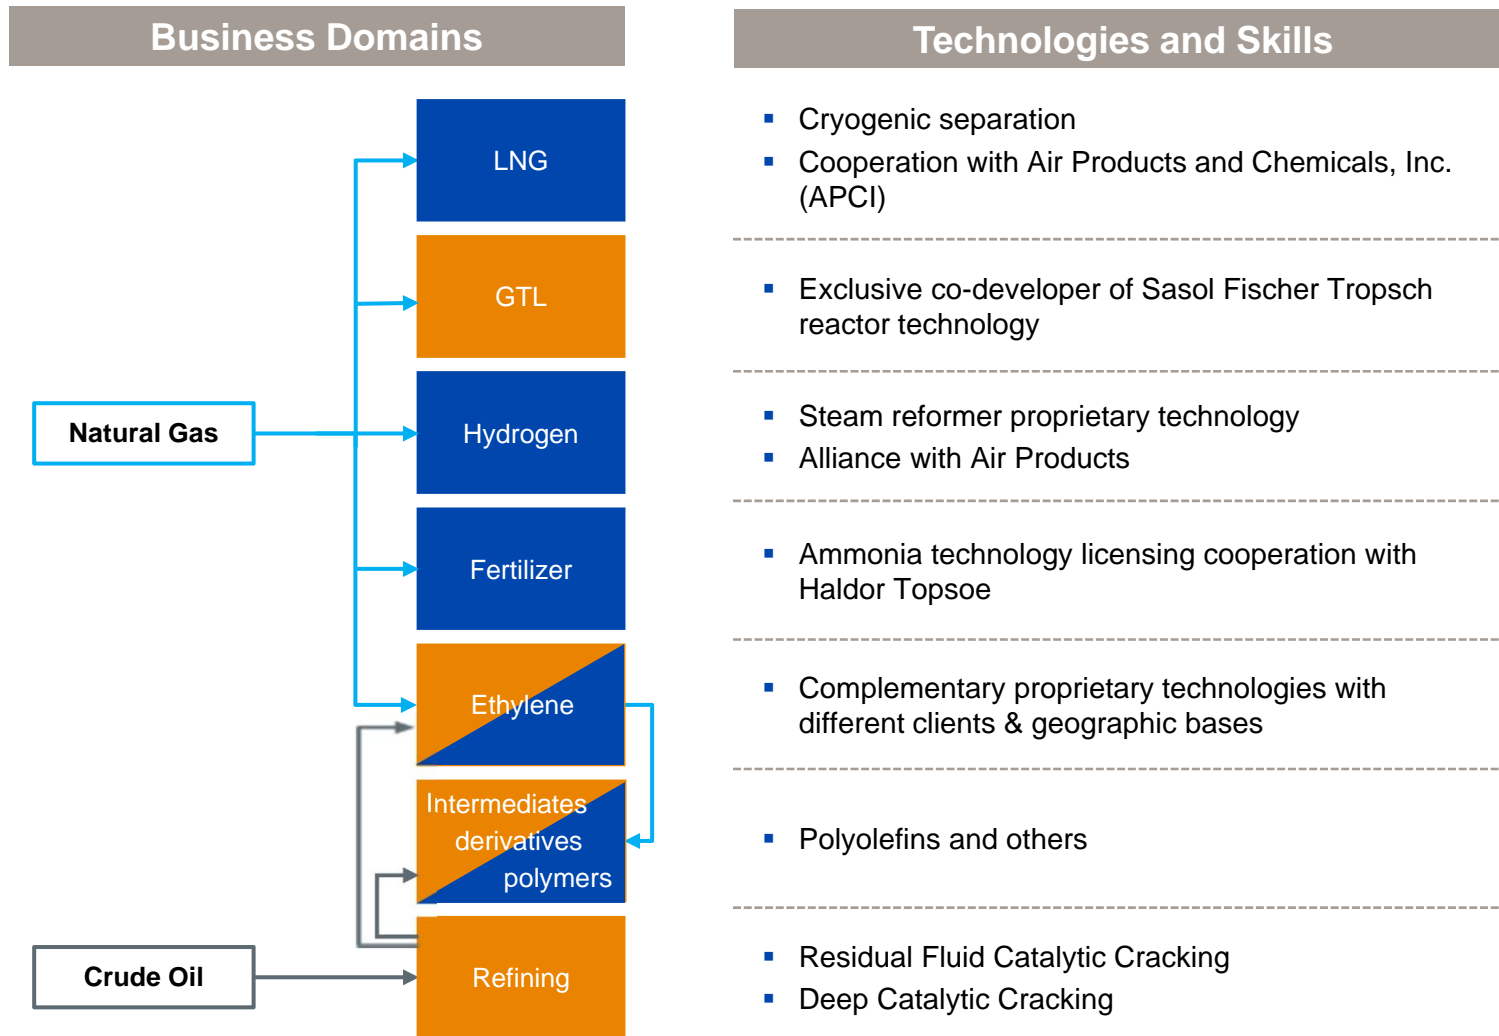 Business Domains
Technologies and Skills
LNG
▪ Cryogenic separation
▪ Cooperation with Air Products and Chemicals, Inc.
(APCI)
GTL
▪ Exclusive co-developer of Sasol Fischer Tropsch
reactor technology
Natural Gas
Hydrogen
▪ Steam reformer proprietary technology
▪ Alliance with Air Products
Fertilizer
▪ Ammonia technology licensing cooperation with
Haldor Topsoe
Ethylene
▪ Complementary proprietary technologies with
different clients & geographic bases
Intermediates
derivatives
polymers
▪ Polyolefins and others
Crude Oil
Refining
▪ Residual Fluid Catalytic Cracking
▪ Deep Catalytic Cracking